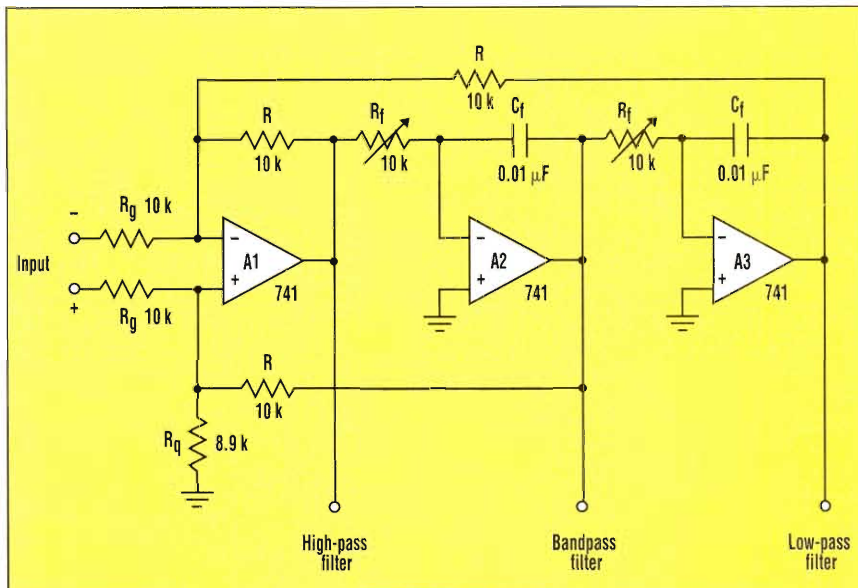 R
10 k
R
10 k
Rf
10 k
Cf
0.01 μF
Rf
10 k
Cf
0.01 μF
Rg 10 k
−
Input
+
Rg 10 k
−
A1
+
741
−
A2
+
741
−
A3
+
741
R
10 k
Rq
8.9 k
High-pass
filter
Bandpass
filter
Low-pass
filter